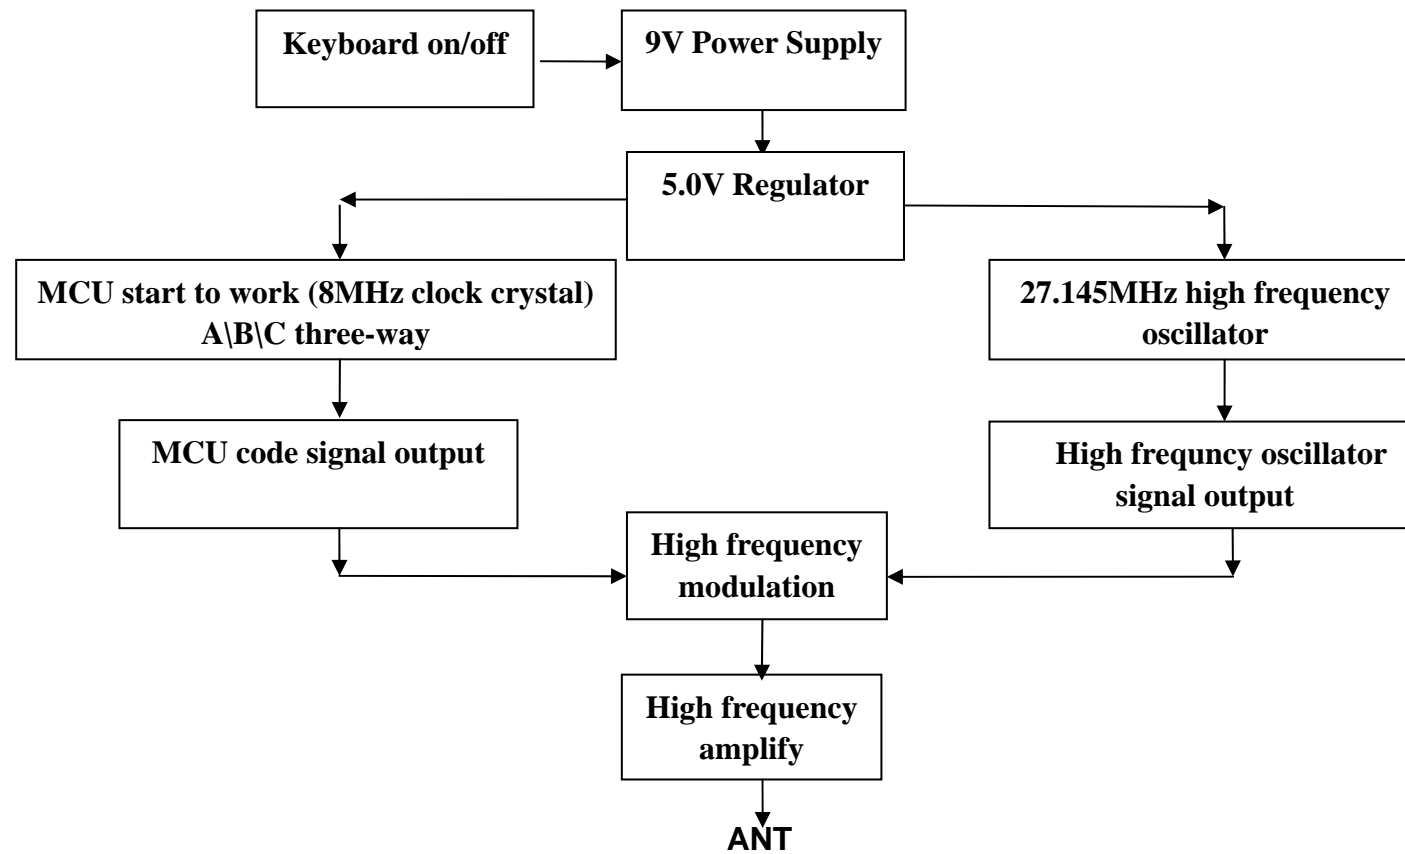 Keyboard on/off
9V Power Supply
5.0V Regulator
MCU start to work (8MHz clock crystal)
A\B\C three-way
27.145MHz high frequency
oscillator
MCU code signal output
High frequncy oscillator
signal output
High frequency
modulation
High frequency
amplify
ANT